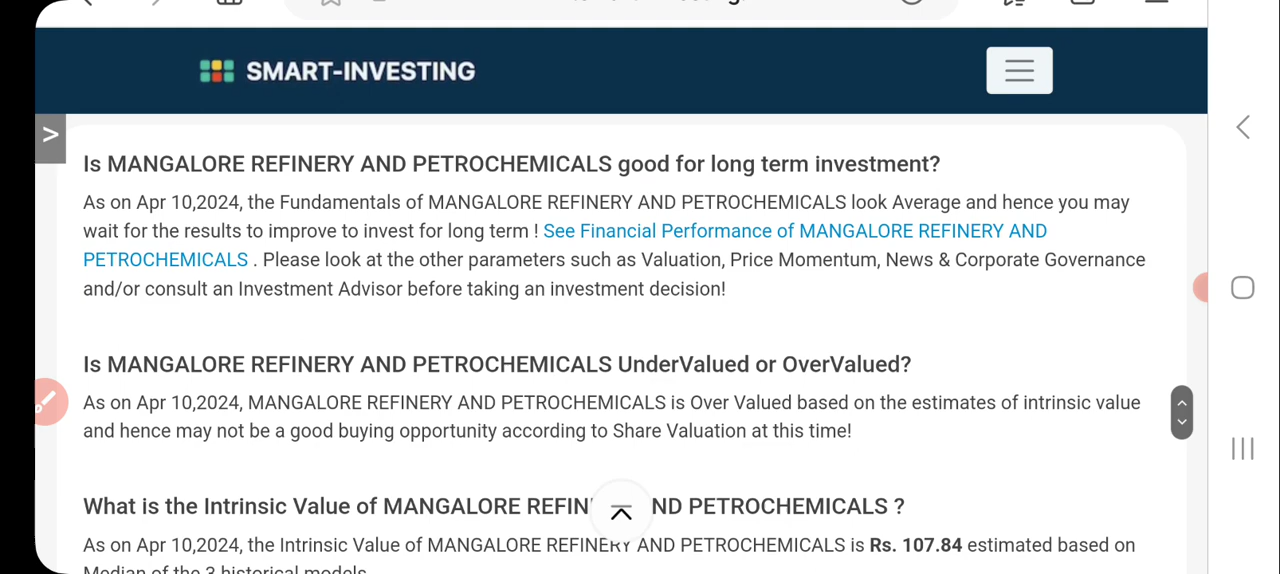 SMART-INVESTING
>
Is MANGALORE REFINERY AND PETROCHEMICALS good for long term investment?
As on Apr 10,2024, the Fundamentals of MANGALORE REFINERY AND PETROCHEMICALS look Average and hence you may
wait for the results to improve to invest for long term ! See Financial Performance of MANGALORE REFINERY AND
PETROCHEMICALS . Please look at the other parameters such as Valuation, Price Momentum, News & Corporate Governance
and/or consult an Investment Advisor before taking an investment decision!
Is MANGALORE REFINERY AND PETROCHEMICALS UnderValued or OverValued?
As on Apr 10,2024, MANGALORE REFINERY AND PETROCHEMICALS is Over Valued based on the estimates of intrinsic value
and hence may not be a good buying opportunity according to Share Valuation at this time!
What is the Intrinsic Value of MANGALORE REFIN ND PETROCHEMICALS ?
As on Apr 10,2024, the Intrinsic Value of MANGALORE REFINERY AND PETROCHEMICALS is Rs. 107.84 estimated based on
Median of the 3 historical models